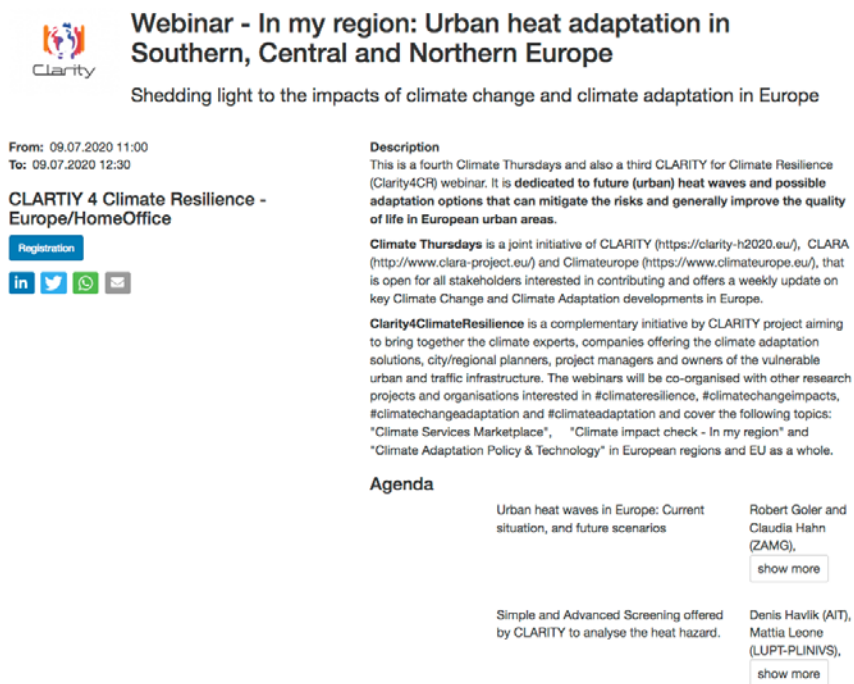 Clarity
Webinar - In my region: Urban heat adaptation in
Southern, Central and Northern Europe
Shedding light to the impacts of climate change and climate adaptation in Europe
From: 09.07.2020 11:00
To: 09.07.2020 12:30
CLARTIY 4 Climate Resilience -
Europe/HomeOffice
Registration
in
Description
This is a fourth Climate Thursdays and also a third CLARITY for Climate Resilience
(Clarity4CR) webinar. It is dedicated to future (urban) heat waves and possible
adaptation options that can mitigate the risks and generally improve the quality
of life in European urban areas.
Climate Thursdays is a joint initiative of CLARITY (https://clarity-h2020.eu/), CLARA
(http://www.clara-project.eu/) and Climateurope (https://www.climateurope.eu/), that
is open for all stakeholders interested in contributing and offers a weekly update on
key Climate Change and Climate Adaptation developments in Europe.
Clarity4ClimateResilience is a complementary initiative by CLARITY project aiming
to bring together the climate experts, companies offering the climate adaptation
solutions, city/regional planners, project managers and owners of the vulnerable
urban and traffic infrastructure. The webinars will be co-organised with other research
projects and organisations interested in #climateresilience, #climatechangeimpacts,
#climatechangeadaptation and #climateadaptation and cover the following topics:
"Climate Services Marketplace", "Climate impact check - In my region" and
"Climate Adaptation Policy & Technology" in European regions and EU as a whole.
Agenda
Urban heat waves in Europe: Current
situation, and future scenarios
Robert Goler and
Claudia Hahn
(ZAMG),
show more
Simple and Advanced Screening offered
by CLARITY to analyse the heat hazard.
Denis Havlik (AIT),
Mattia Leone
(LUPT-PLINIVS),
show more